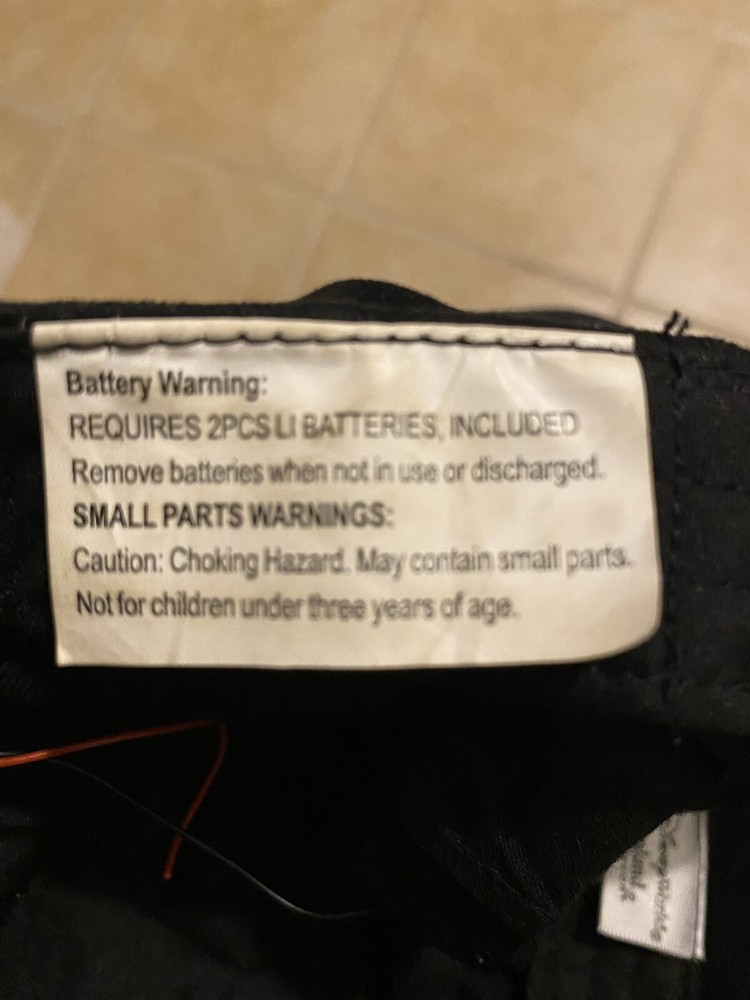 Battery Warning:
REQUIRES 2PCS LI BATTERIES, INCLUDED
Remove batteries when not in use or discharged.
SMALL PARTS WARNINGS:
Caution: Choking Hazard. May contain small parts.
Not for children under three years of age.